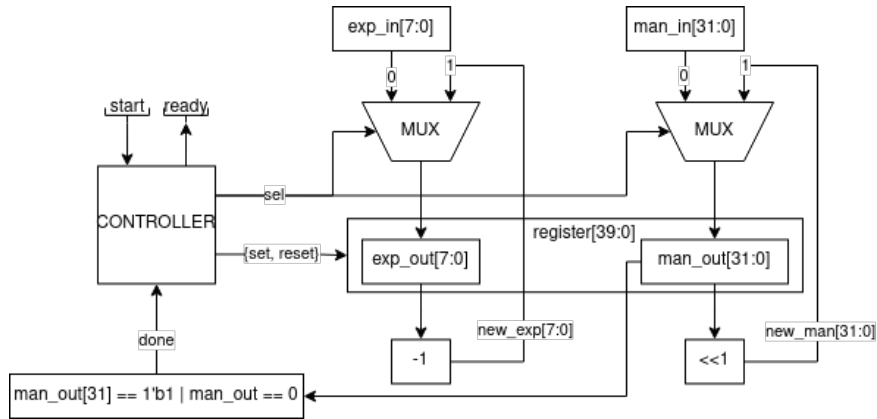 exp_in[7:0]
man_in[31:0]
0
1
0
1
start
ready
MUX
MUX
sel
CONTROLLER
register[39:0]
{set, reset}
exp_out[7:0]
man_out[31:0]
new_exp[7:0]
new_man[31:0]
done
-1
<<1
man_out[31] == 1'b1 | man_out == 0